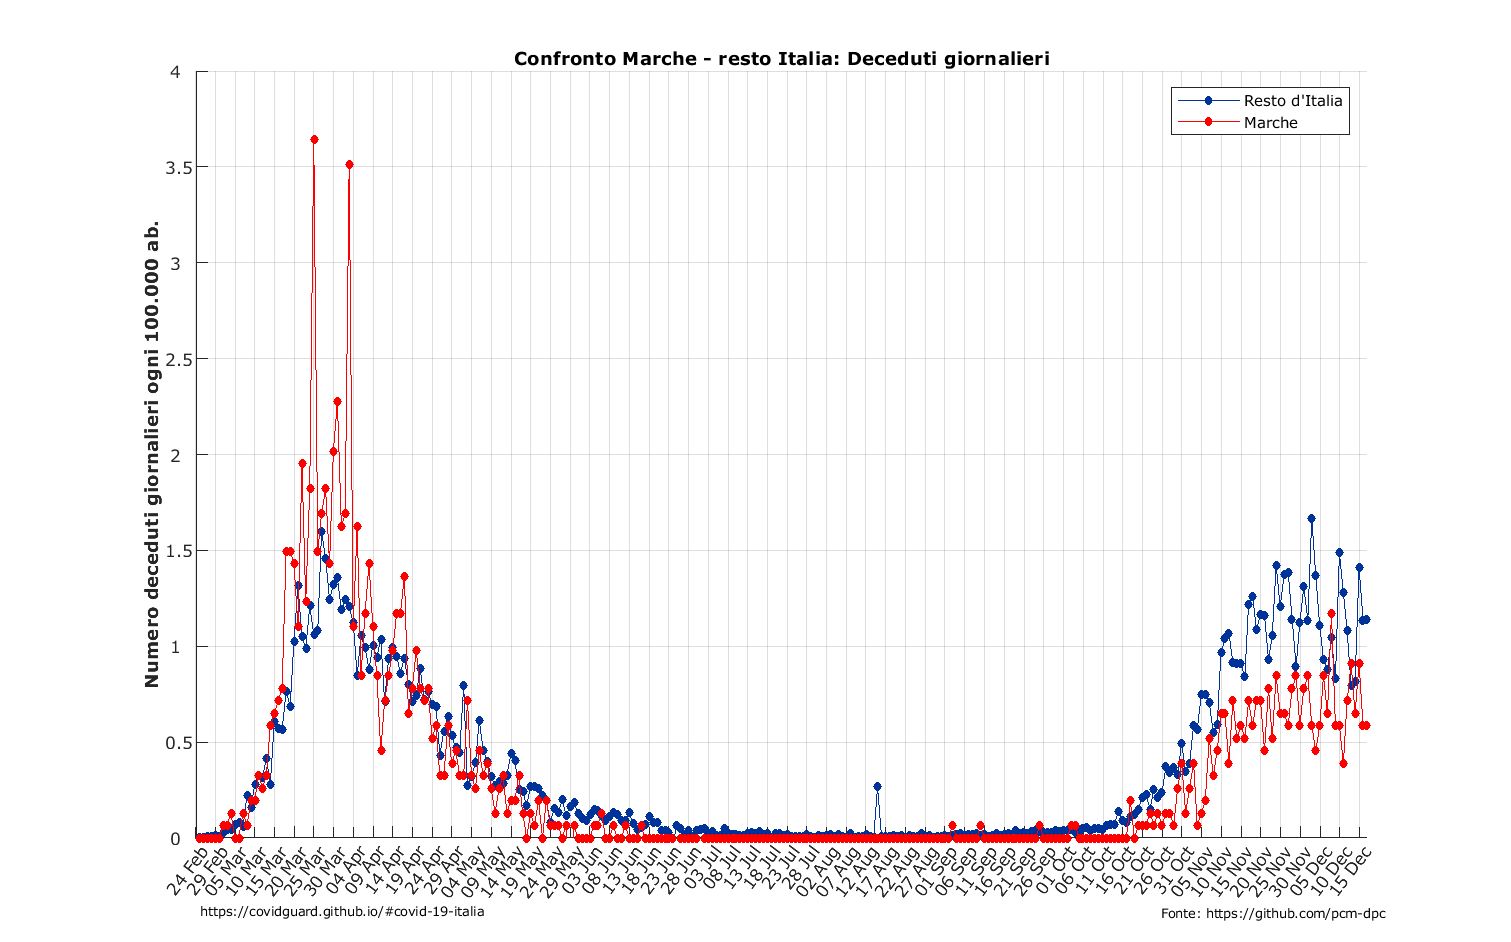 Confronto Marche - resto Italia: Deceduti giornalieri
Numero deceduti giornalieri ogni 100.000 ab.
4
3.5
3
2.5
2
1.5
1
0.5
0
Resto d'Italia
Marche
24 Feb
29 Feb
05 Mar
10 Mar
15 Mar
20 Mar
25 Mar
30 Mar
04 Apr
09 Apr
14 Apr
19 Apr
24 Apr
29 Apr
04 May
09 May
14 May
19 May
24 May
29 May
03 Jun
08 Jun
13 Jun
18 Jun
23 Jun
28 Jun
03 Jul
08 Jul
13 Jul
18 Jul
23 Jul
28 Jul
02 Aug
07 Aug
12 Aug
17 Aug
22 Aug
27 Aug
01 Sep
06 Sep
11 Sep
16 Sep
21 Sep
26 Sep
01 Oct
06 Oct
11 Oct
16 Oct
21 Oct
26 Oct
31 Oct
05 Nov
10 Nov
15 Nov
20 Nov
25 Nov
30 Nov
05 Dec
10 Dec
15 Dec
https://covidguard.github.io/#covid-19-italia
Fonte: https://github.com/pcm-dpc